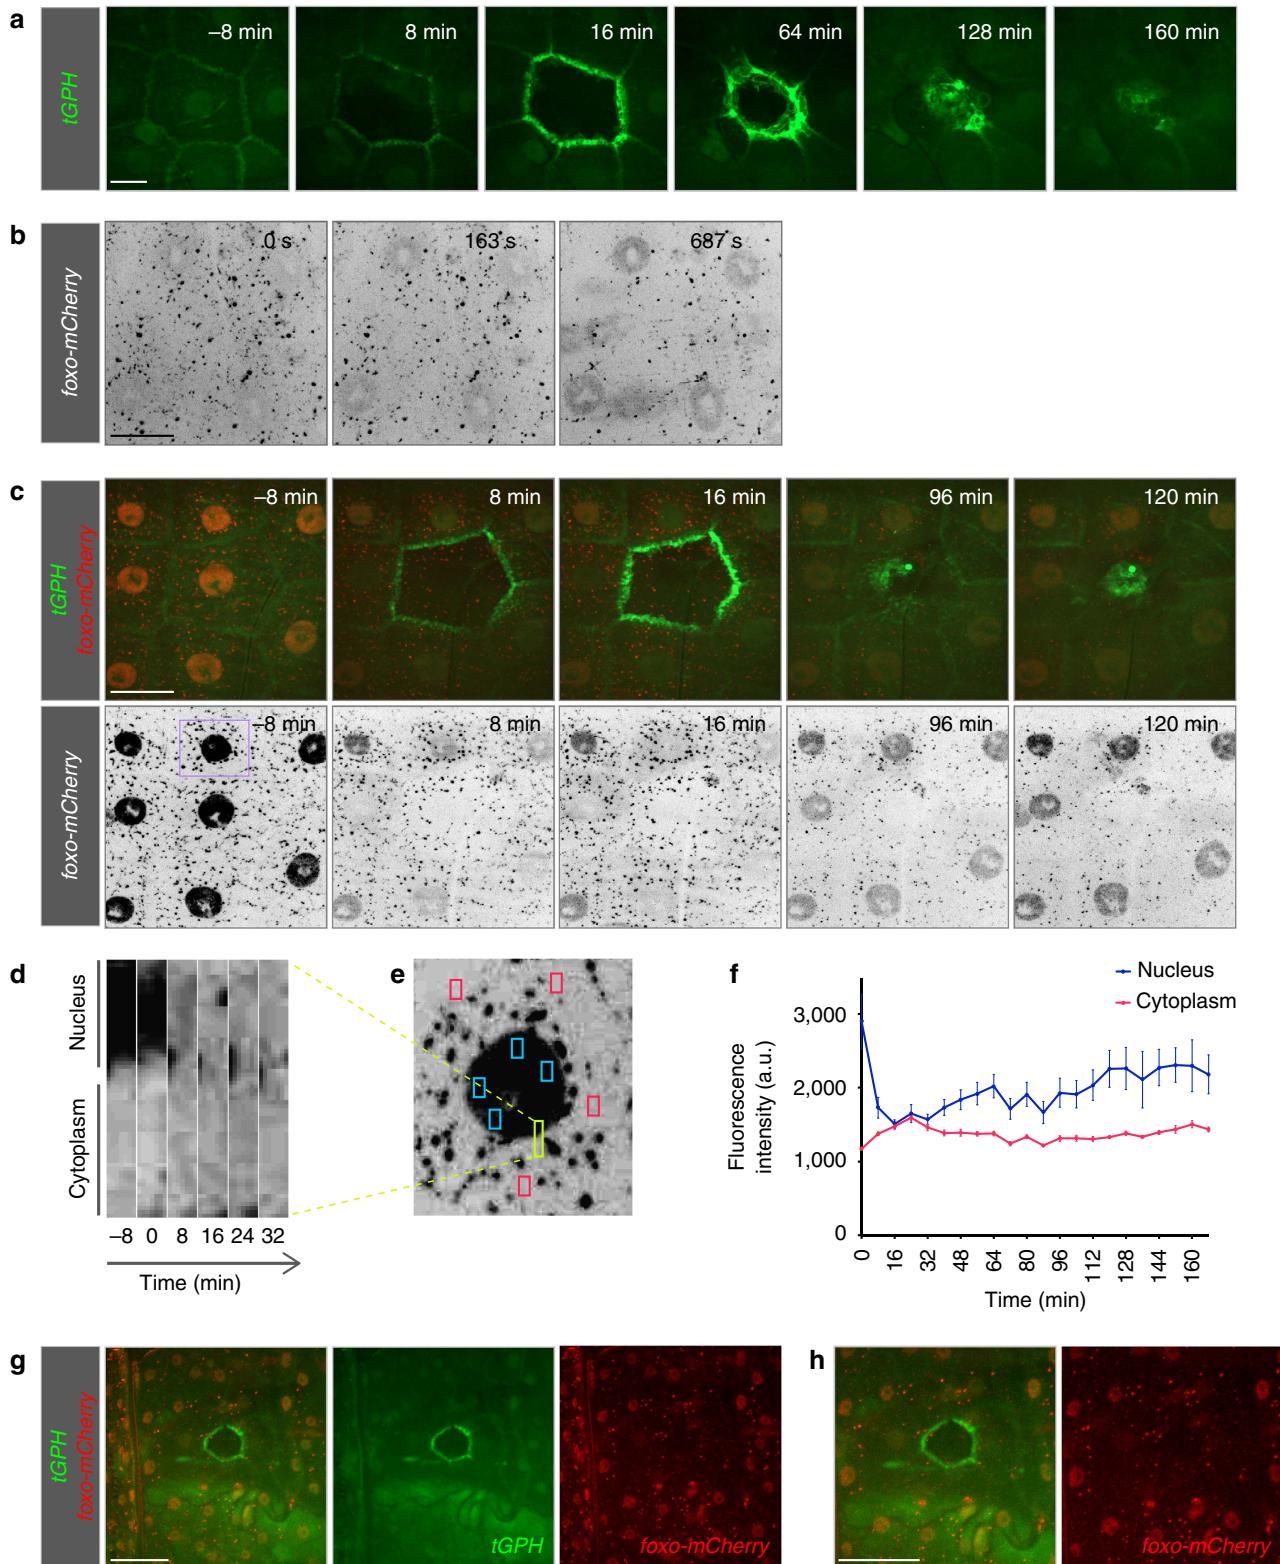 a
tGPH
–8 min
8 min
16 min
64 min
128 min
160 min
b
foxo-mCherry
0 s
163 s
687 s
c
tGPH
foxo-mCherry
–8 min
8 min
16 min
96 min
120 min
foxo-mCherry
–8 min
8 min
16 min
96 min
120 min
d
Nucleus
Cytoplasm
–8 0 8 16 24 32
Time (min)
e
f
Nucleus
Cytoplasm
Fluorescence
intensity (a.u.)
3,000
2,000
1,000
0
0 16 32 48 64 80 96 112 128 144 160
Time (min)
g
tGPH
foxo-mCherry
tGPH
foxo-mCherry
h
foxo-mCherry